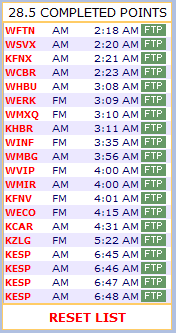 28.5 COMPLETED POINTS
WFTN AM 2:18 AM FTP
WSVX AM 2:20 AM FTP
KFNX AM 2:21 AM FTP
WCBR AM 2:23 AM FTP
WHBU AM 3:08 AM FTP
WERK FM 3:09 AM FTP
WMXQ FM 3:10 AM FTP
KHBR AM 3:11 AM FTP
WINF FM 3:35 AM FTP
WMBG AM 3:56 AM FTP
WVIP FM 4:00 AM FTP
WMIR AM 4:00 AM FTP
KFNV FM 4:01 AM FTP
WECO AM 4:15 AM FTP
KCAR AM 4:31 AM FTP
KZLG FM 5:22 AM FTP
KESP AM 6:45 AM FTP
KESP AM 6:46 AM FTP
KESP AM 6:47 AM FTP
KESP AM 6:48 AM FTP
RESET LIST